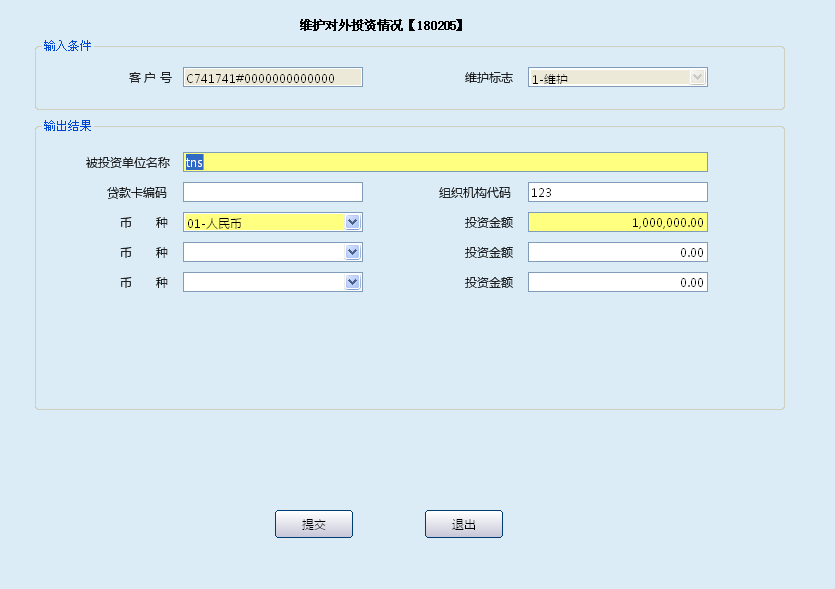 维护对外投资情况【180205】
输入条件
客 户 号 C741741#0000000000000 维护标志 1-维护
输出结果
被投资单位名称 tns
贷款卡编码 组织机构代码 123
币 种 01-人民币 投资金额 1,000,000.00
币 种 投资金额 0.00
币 种 投资金额 0.00
提交 退出